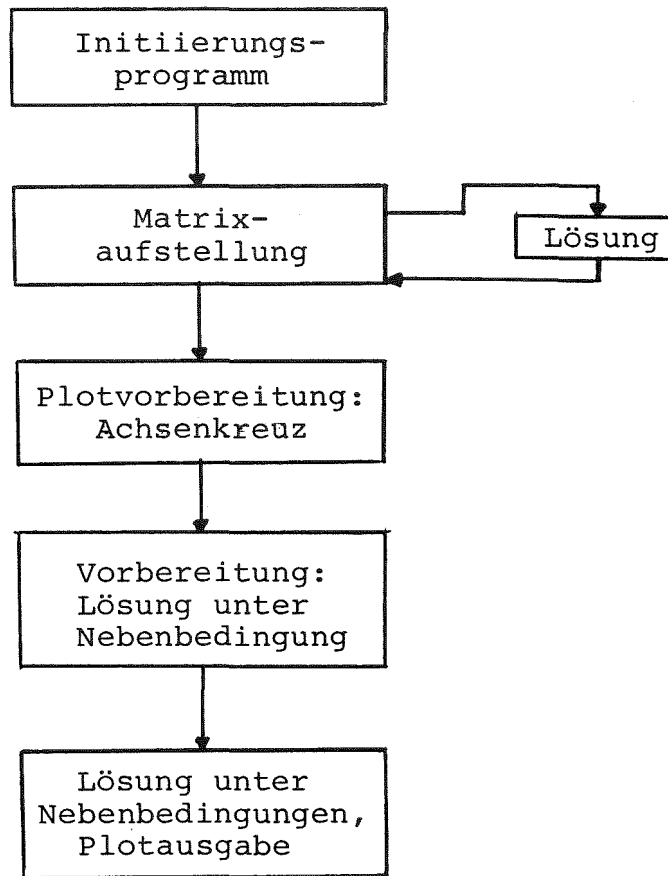 Initiierungs-
programm
Matrix-
aufstellung
Lösung
Plotvorbereitung:
Achsenkreuz
Vorbereitung:
Lösung unter
Nebenbedingung
Lösung unter
Nebenbedingungen,
Plotausgabe